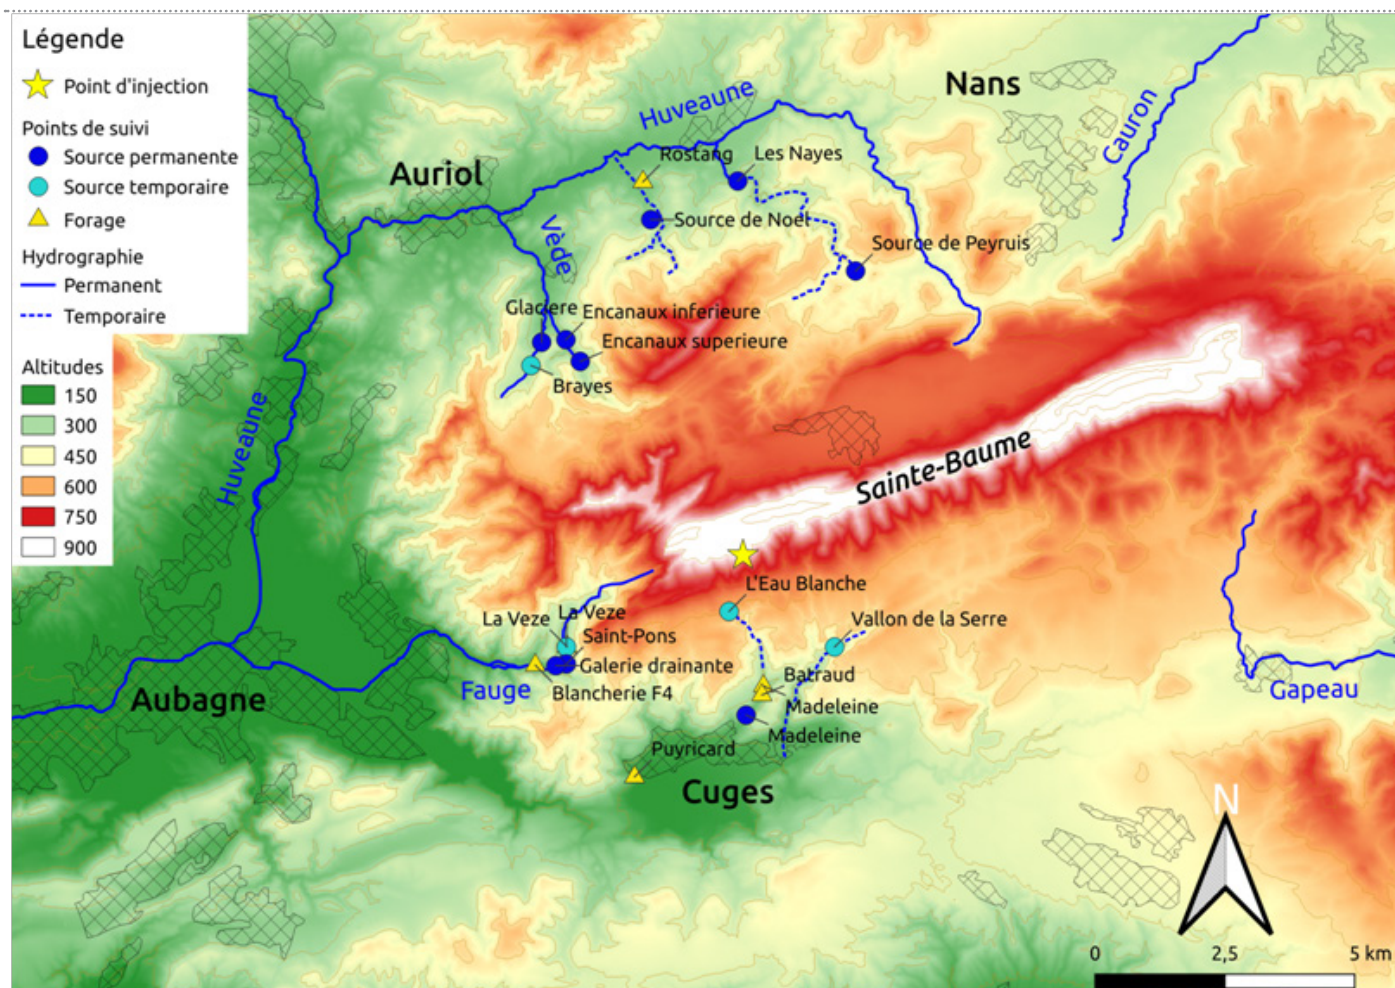 Légende
Point d'injection
Points de suivi
Source permanente
Source temporaire
Forage
Hydrographie
Permanent
Temporaire
Altitudes
150
300
450
600
750
900
Nans
Huveaune
Cauron
Auriol
Rostang
Les Nayes
Source de Noel
Vède
Source de Peyruis
Glaciere
Encanaux inferieure
Encanaux superieure
Brayes
Huveaune
Sainte-Baume
L'Eau Blanche
La Veze
La Veze
Vallon de la Serre
Saint-Pons
Galerie drainante
Batraud
Fauge
Blancherie F4
Gapeau
Aubagne
Madeleine
Madeleine
Puyricard
Cuges
N
0
2,5
5 km